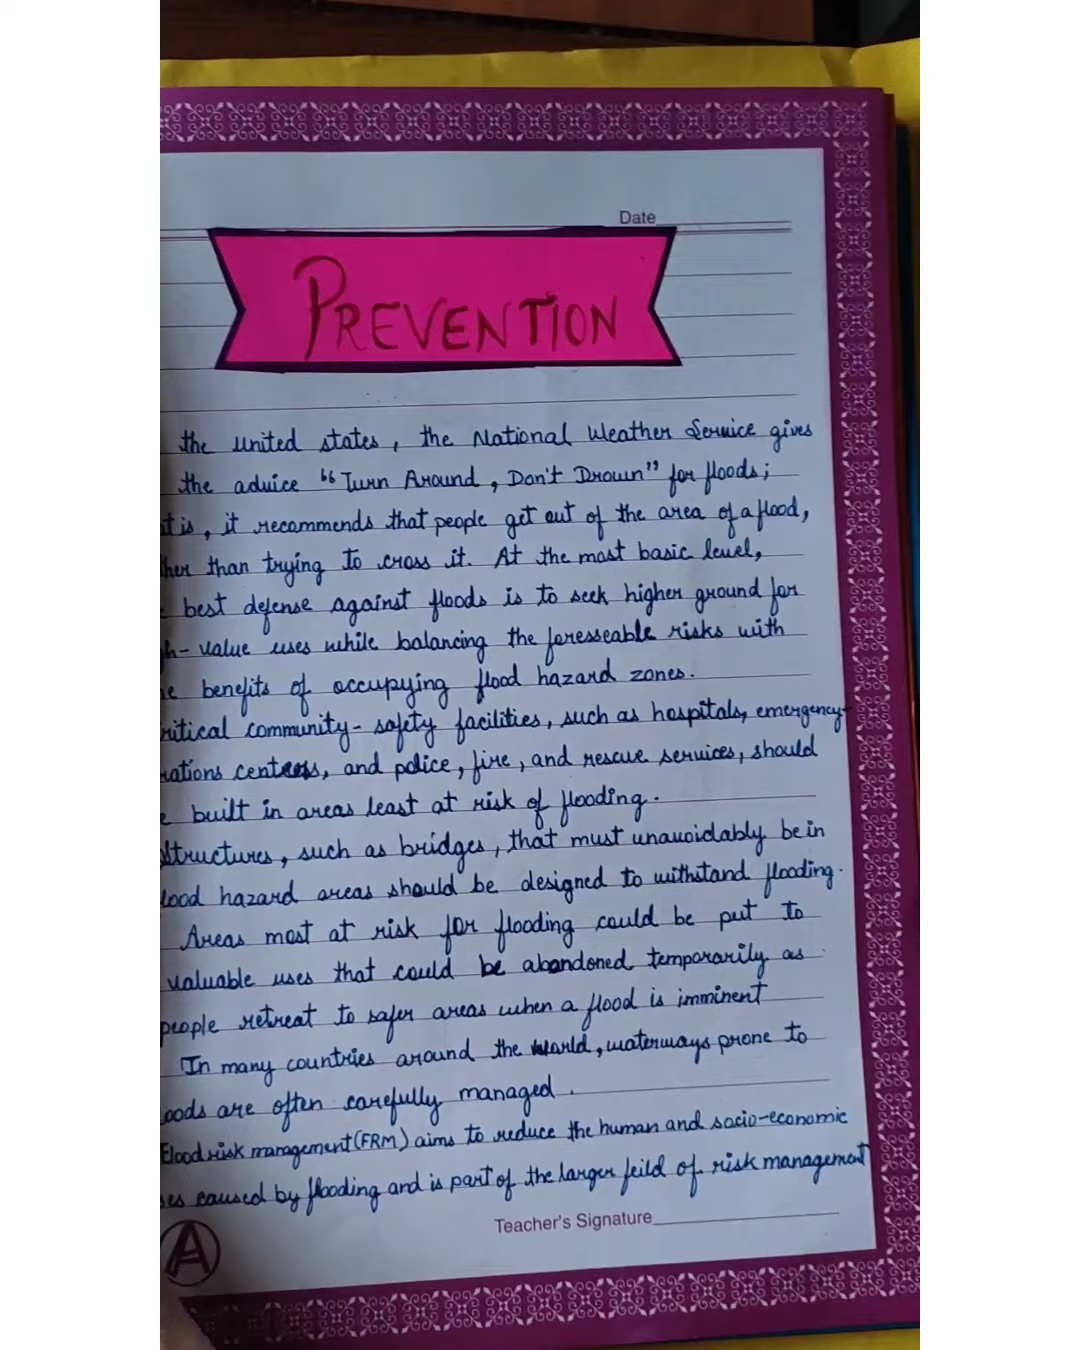 Date
PREVENTION
the united states, the National Weather Service gives
the advice "Turn Around, Don't Drown" for floods;
t is, it recommends that people get out of the area of a flood,
her than trying to cross it. At the most basic level,
best defense against floods is to seek higher ground for
h-value uses while balancing the foresseable risks with
e benefits of occupying flood hazard zones.
ritical community-safety facilities, such as hospitals, emergency-
rations centers, and police, fire, and rescue services, should
e built in areas least at risk of flooding.
Structures, such as bridges, that must unavoidably be in
lood hazard areas should be designed to withstand flooding.
Areas most at risk for flooding could be put to
valuable uses that could be abandoned temporarily as
people retreat to safer areas when a flood is imminent
In many countries around the world, waterways prone to
oods are often carefully managed.
Flood risk management (FRM) aims to reduce the human and socio-economic
ses caused by flooding and is part of the larger feild of risk management
Teacher's Signature
A